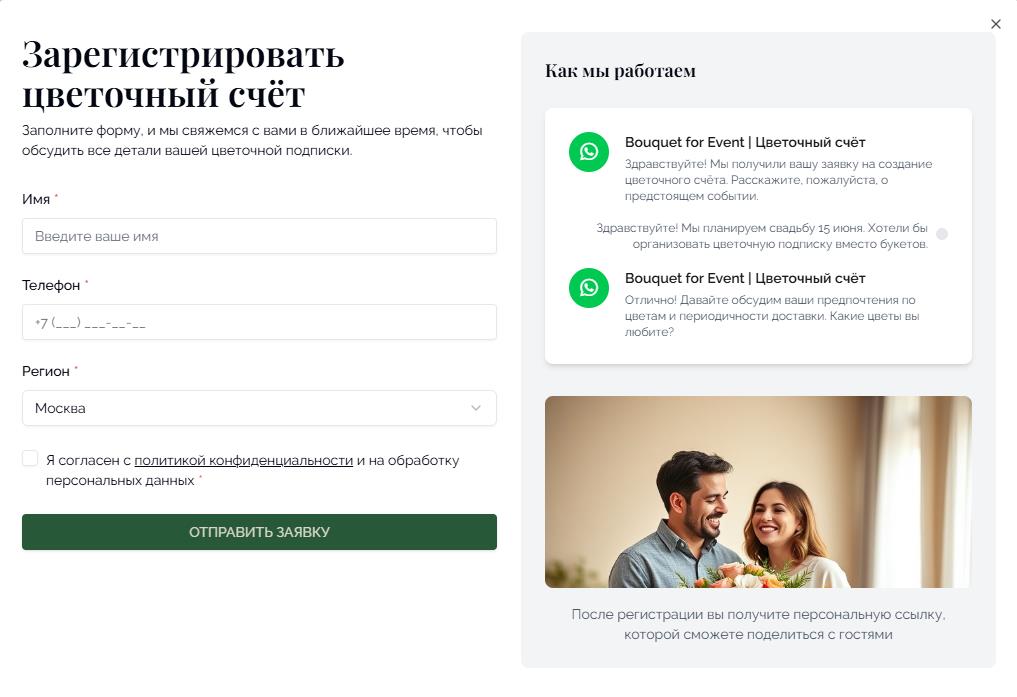 Зарегистрировать
цветочный счёт
Заполните форму, и мы свяжемся с вами в ближайшее время, чтобы
обсудить все детали вашей цветочной подписки.
Имя *
Введите ваше имя
Телефон *
+7 (___) ___-__-__
Регион *
Москва
Я согласен с политикой конфиденциальности и на обработку
персональных данных *
ОТПРАВИТЬ ЗАЯВКУ
Как мы работаем
Bouquet for Event | Цветочный счёт
Здравствуйте! Мы получили вашу заявку на создание
цветочного счёта. Расскажите, пожалуйста, о
предстоящем событии.
Здравствуйте! Мы планируем свадьбу 15 июня. Хотели бы
организовать цветочную подписку вместо букетов.
Bouquet for Event | Цветочный счёт
Отлично! Давайте обсудим ваши предпочтения по
цветам и периодичности доставки. Какие цветы вы
любите?
После регистрации вы получите персональную ссылку,
которой сможете поделиться с гостями